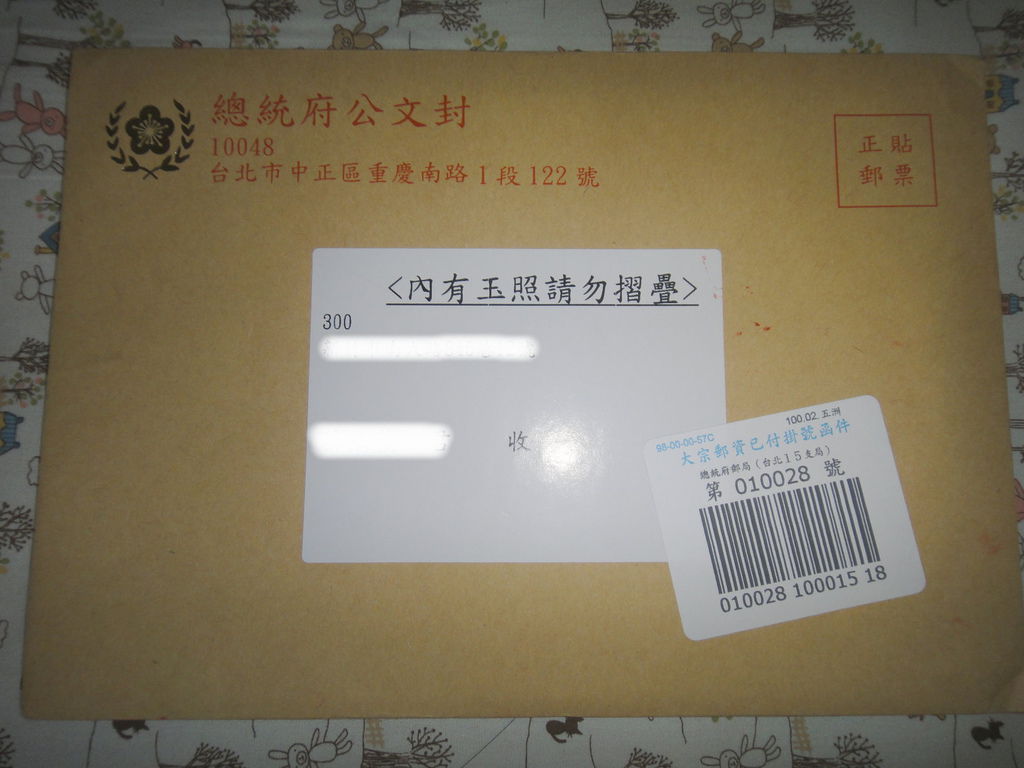 總統府公文封
10048
台北市中正區重慶南路1段122號
正貼
郵票
<內有玉照請勿摺疊>
300
收
100.02 五洲
98-00-00-57C
大宗郵資已付掛號函件
總統府郵局(台北15支局)
第 010028 號
010028 100015 18